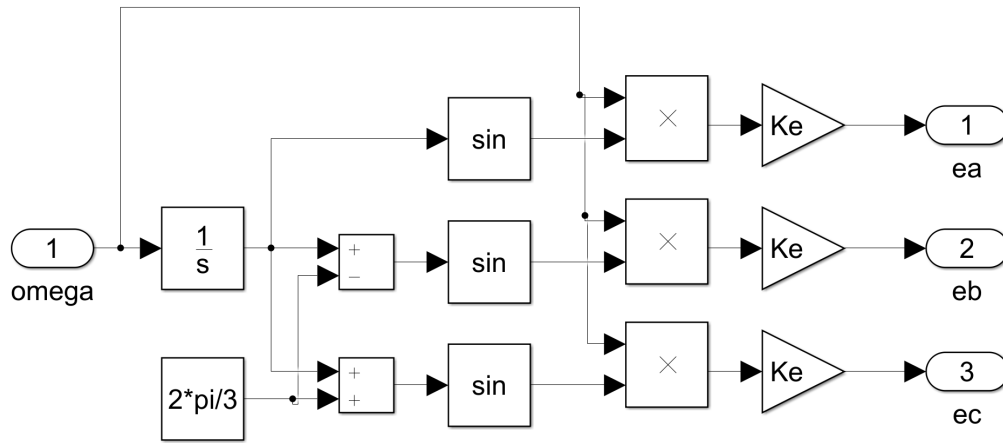 ×
sin
Ke
1
ea
1
omega
1
s
+
−
sin
×
Ke
2
eb
2*pi/3
+
+
sin
×
Ke
3
ec